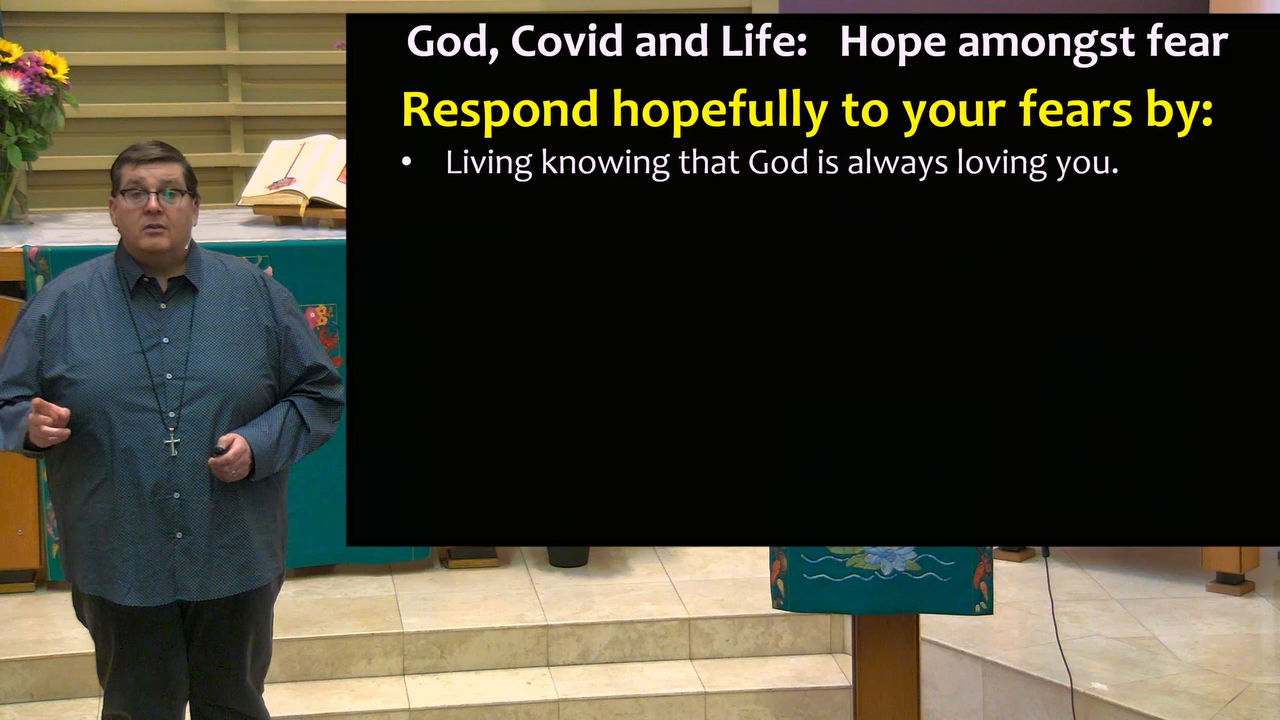 God, Covid and Life: Hope amongst fear
Respond hopefully to your fears by:
• Living knowing that God is always loving you.